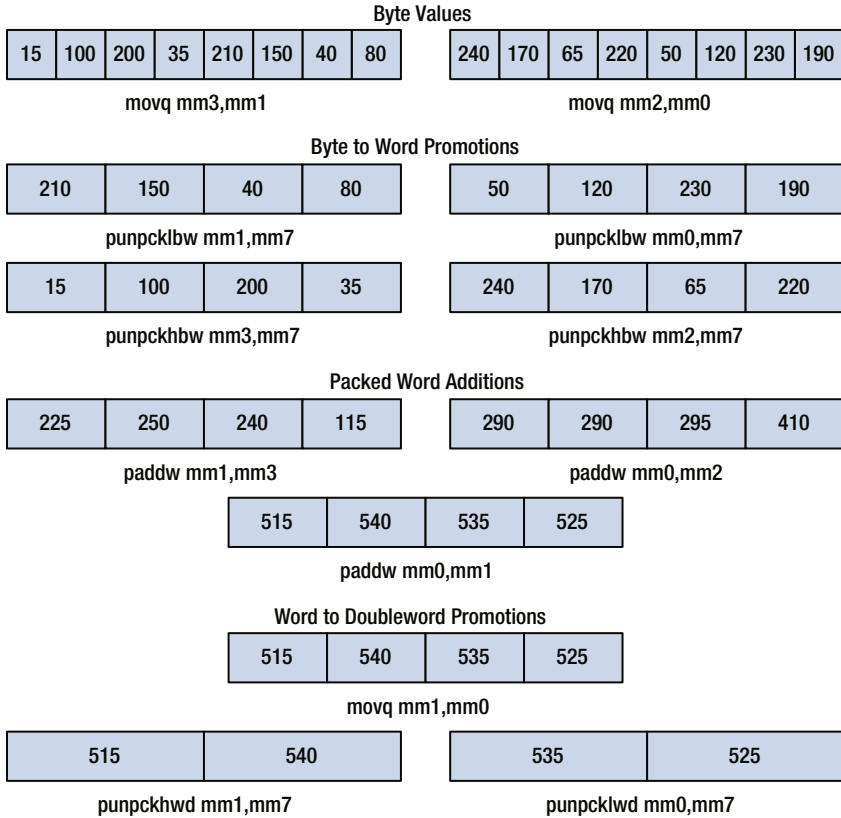 Byte Values
15 100 200 35 210 150 40 80 240 170 65 220 50 120 230 190
movq mm3,mm1 movq mm2,mm0
Byte to Word Promotions
210 150 40 80 50 120 230 190
punpcklbw mm1,mm7 punpcklbw mm0,mm7
15 100 200 35 240 170 65 220
punpckhbw mm3,mm7 punpckhbw mm2,mm7
Packed Word Additions
225 250 240 115 290 290 295 410
paddw mm1,mm3 paddw mm0,mm2
515 540 535 525
paddw mm0,mm1
Word to Doubleword Promotions
515 540 535 525
movq mm1,mm0
515 540 535 525
punpckhwd mm1,mm7 punpcklwd mm0,mm7